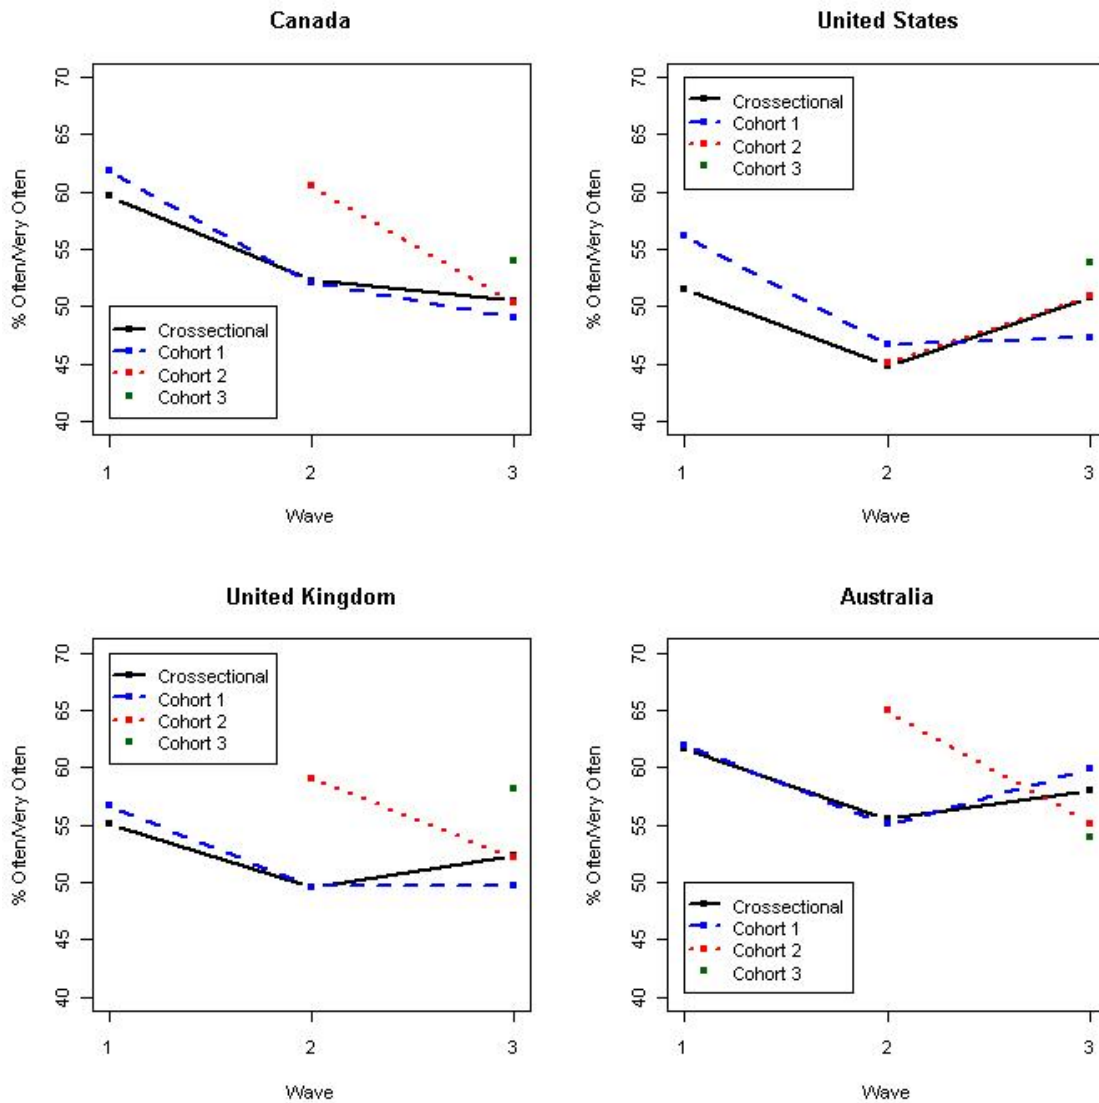 Canada
% Often/Very Often
70
65
60
55
50
45
40
Crossectional
Cohort 1
Cohort 2
Cohort 3
1 2 3
Wave
United States
% Often/Very Often
70
65
60
55
50
45
40
Crossectional
Cohort 1
Cohort 2
Cohort 3
1 2 3
Wave
United Kingdom
% Often/Very Often
70
65
60
55
50
45
40
Crossectional
Cohort 1
Cohort 2
Cohort 3
1 2 3
Wave
Australia
% Often/Very Often
70
65
60
55
50
45
40
Crossectional
Cohort 1
Cohort 2
Cohort 3
1 2 3
Wave